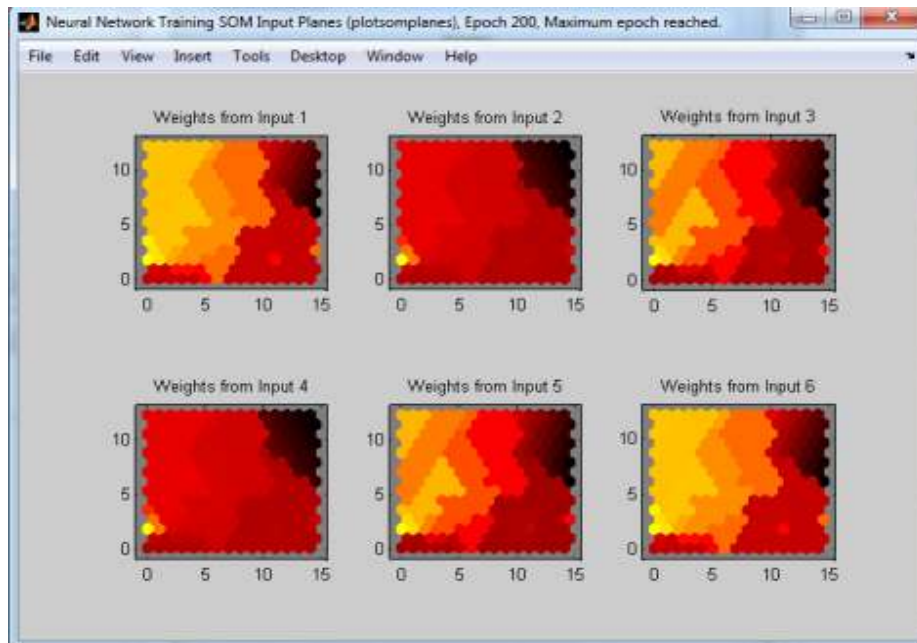 Neural Network Training SOM Input Planes (plotsomplanes), Epoch 200, Maximum epoch reached.
File Edit View Insert Tools Desktop Window Help
Weights from Input 1
10
5
0
0 5 10 15
Weights from Input 2
10
5
0
0 5 10 15
Weights from Input 3
10
5
0
0 5 10 15
Weights from Input 4
10
5
0
0 5 10 15
Weights from Input 5
10
5
0
0 5 10 15
Weights from Input 6
10
5
0
0 5 10 15